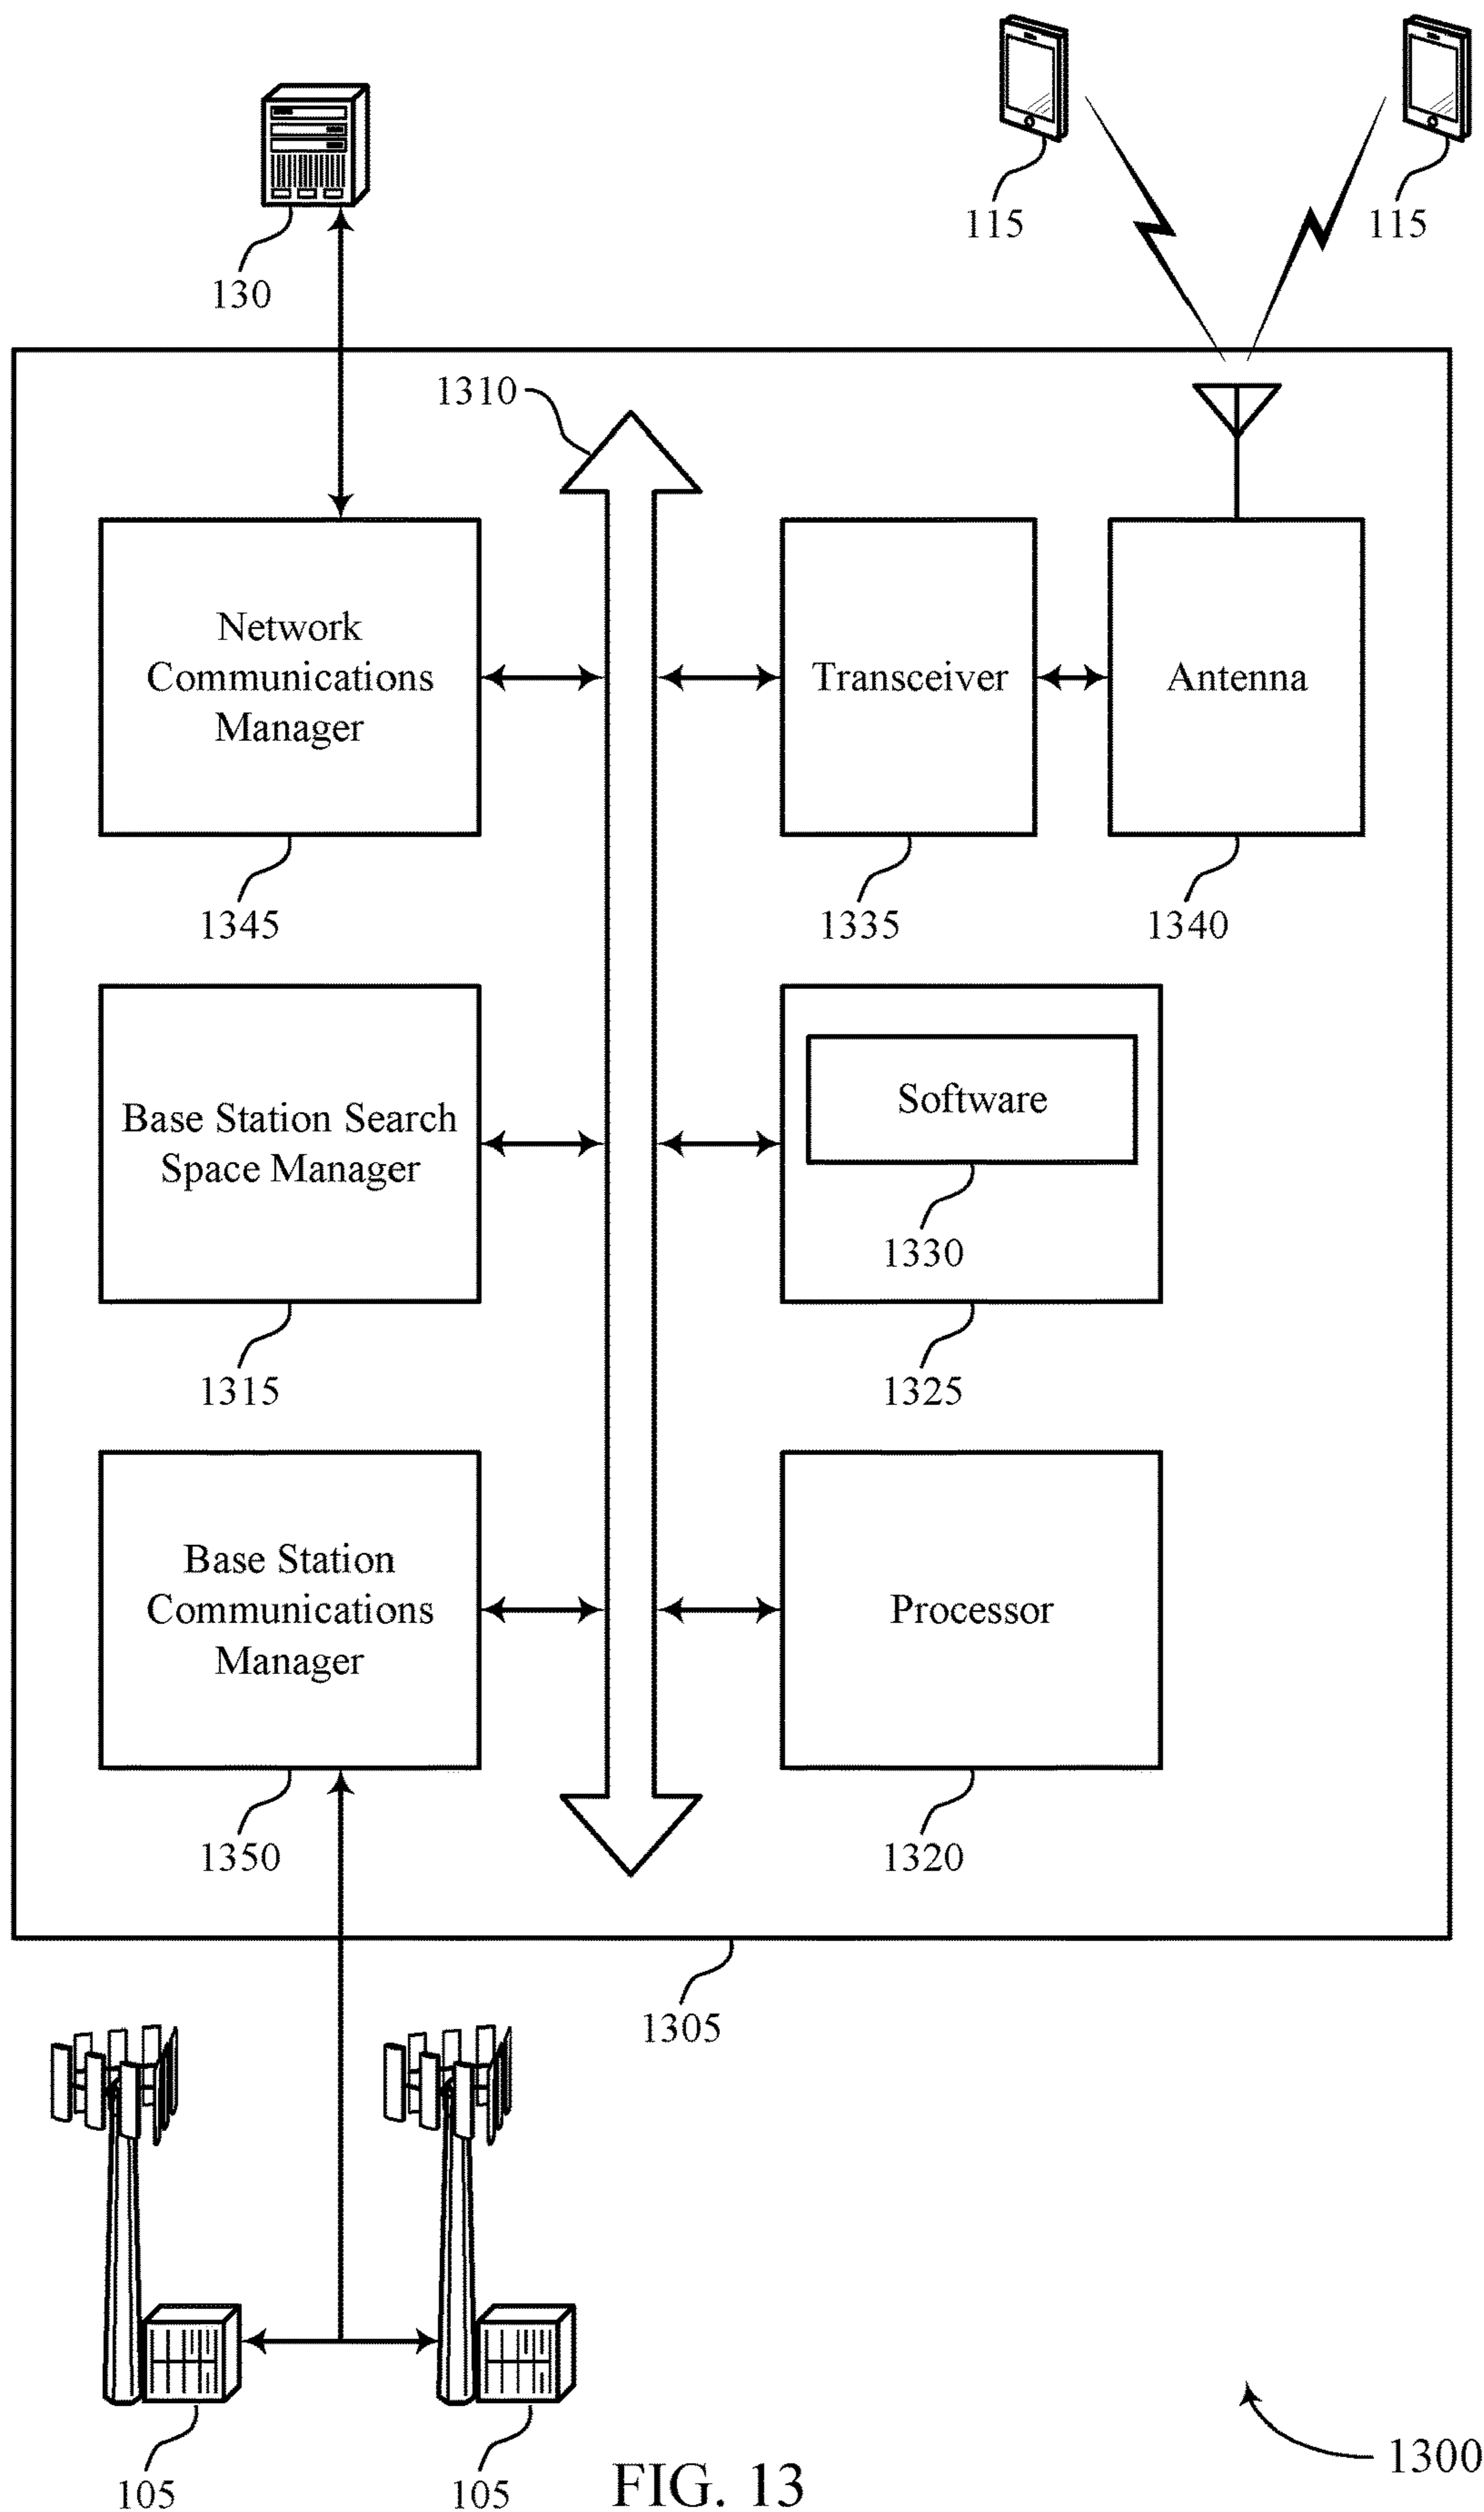 115
115
130
1310
Network
Communications
Manager
Transceiver
Antenna
1345
1335
1340
Base Station Search
Space Manager
Software
1330
1315
1325
Base Station
Communications
Manager
Processor
1350
1320
1305
105
105
FIG. 13
1300